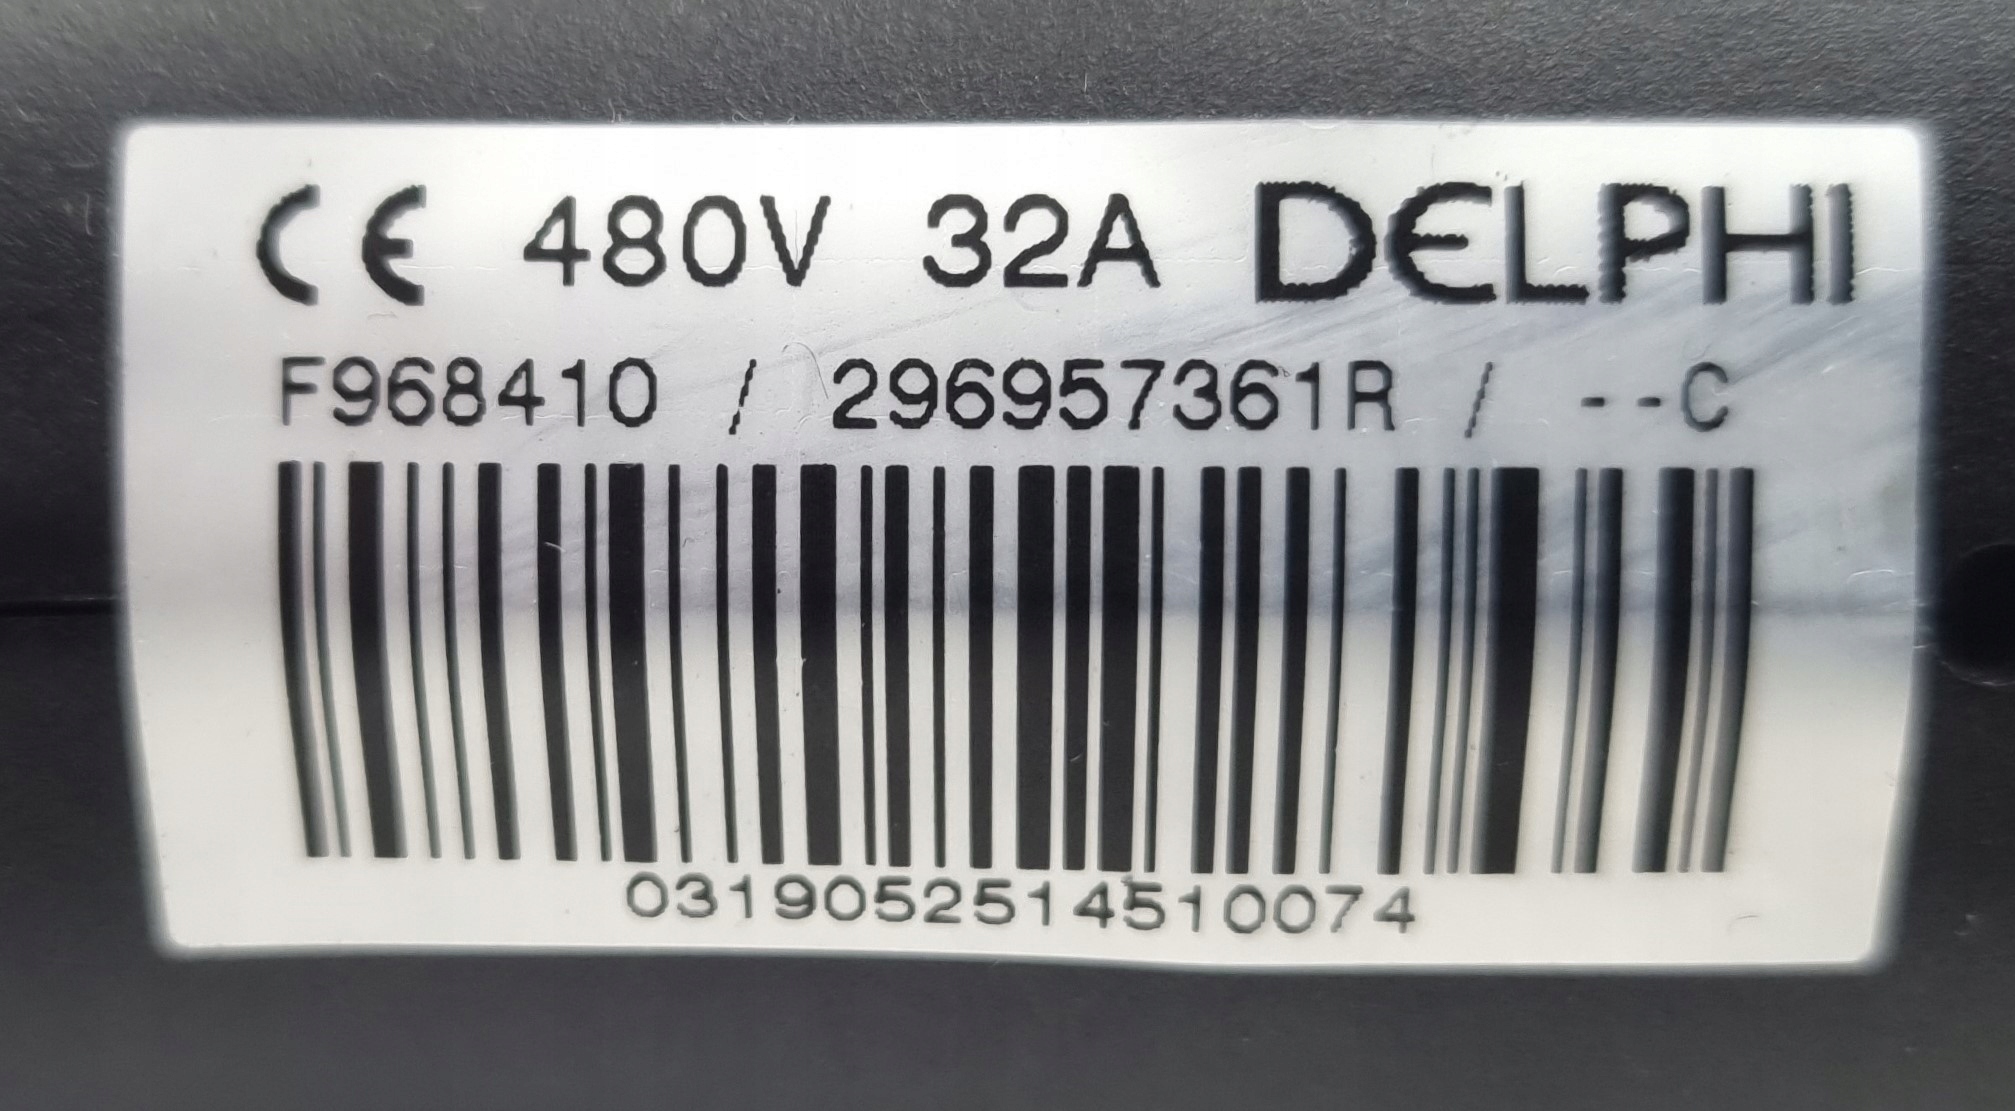 CE 480V 32A DELPHI
F968410 / 296957361R / --C
0319052514510074